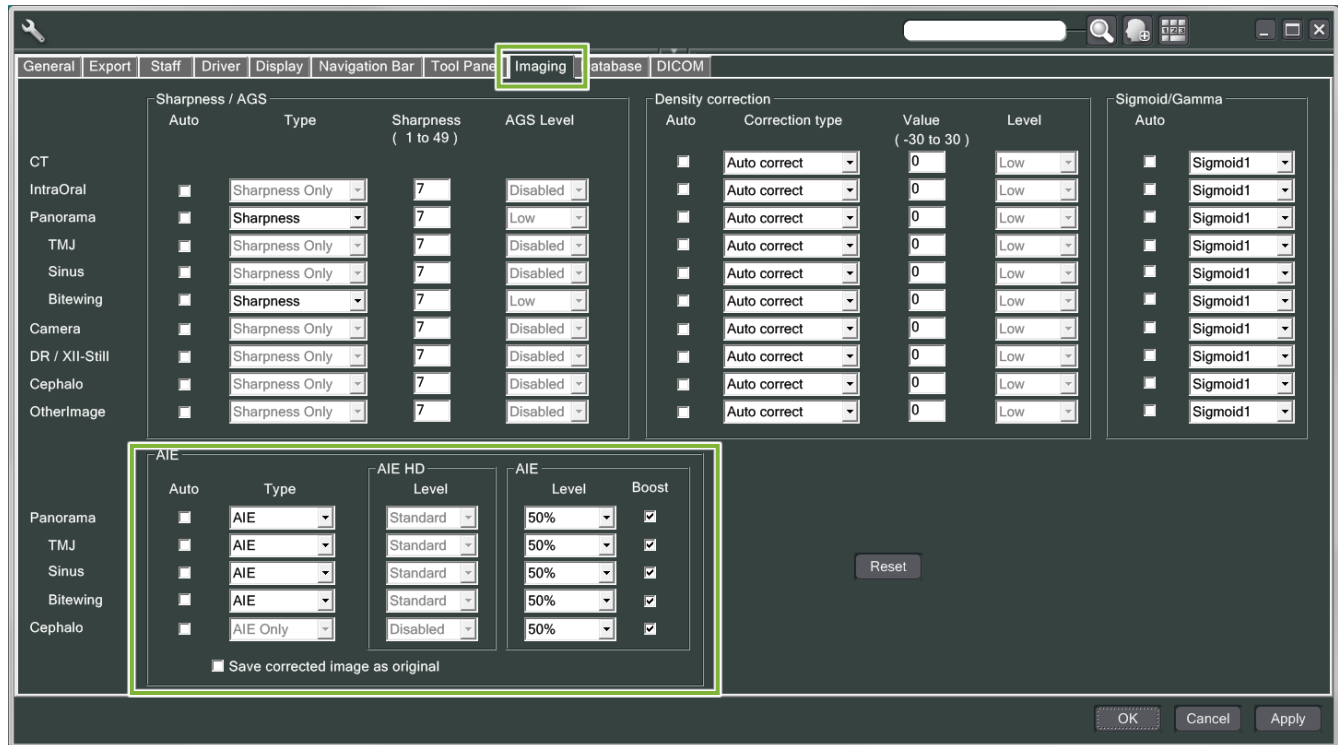 General Export Staff Driver Display Navigation Bar Tool Pane Imaging atabase DICOM
Sharpness / AGS Density correction Sigmoid/Gamma
Auto Type Sharpness AGS Level Auto Correction type Value Level Auto
( 1 to 49 ) ( -30 to 30 )
CT Auto correct 0 Low Sigmoid1
IntraOral Sharpness Only 7 Disabled Auto correct 0 Low Sigmoid1
Panorama Sharpness 7 Low Auto correct 0 Low Sigmoid1
TMJ Sharpness Only 7 Disabled Auto correct 0 Low Sigmoid1
Sinus Sharpness Only 7 Disabled Auto correct 0 Low Sigmoid1
Bitewing Sharpness 7 Low Auto correct 0 Low Sigmoid1
Camera Sharpness Only 7 Disabled Auto correct 0 Low Sigmoid1
DR / XII-Still Sharpness Only 7 Disabled Auto correct 0 Low Sigmoid1
Cephalo Sharpness Only 7 Disabled Auto correct 0 Low Sigmoid1
OtherImage Sharpness Only 7 Disabled Auto correct 0 Low Sigmoid1
AIE
AIE HD AIE
Auto Type Level Level Boost
Panorama AIE Standard 50%
TMJ AIE Standard 50%
Sinus AIE Standard 50% Reset
Bitewing AIE Standard 50%
Cephalo AIE Only Disabled 50%
Save corrected image as original
OK Cancel Apply